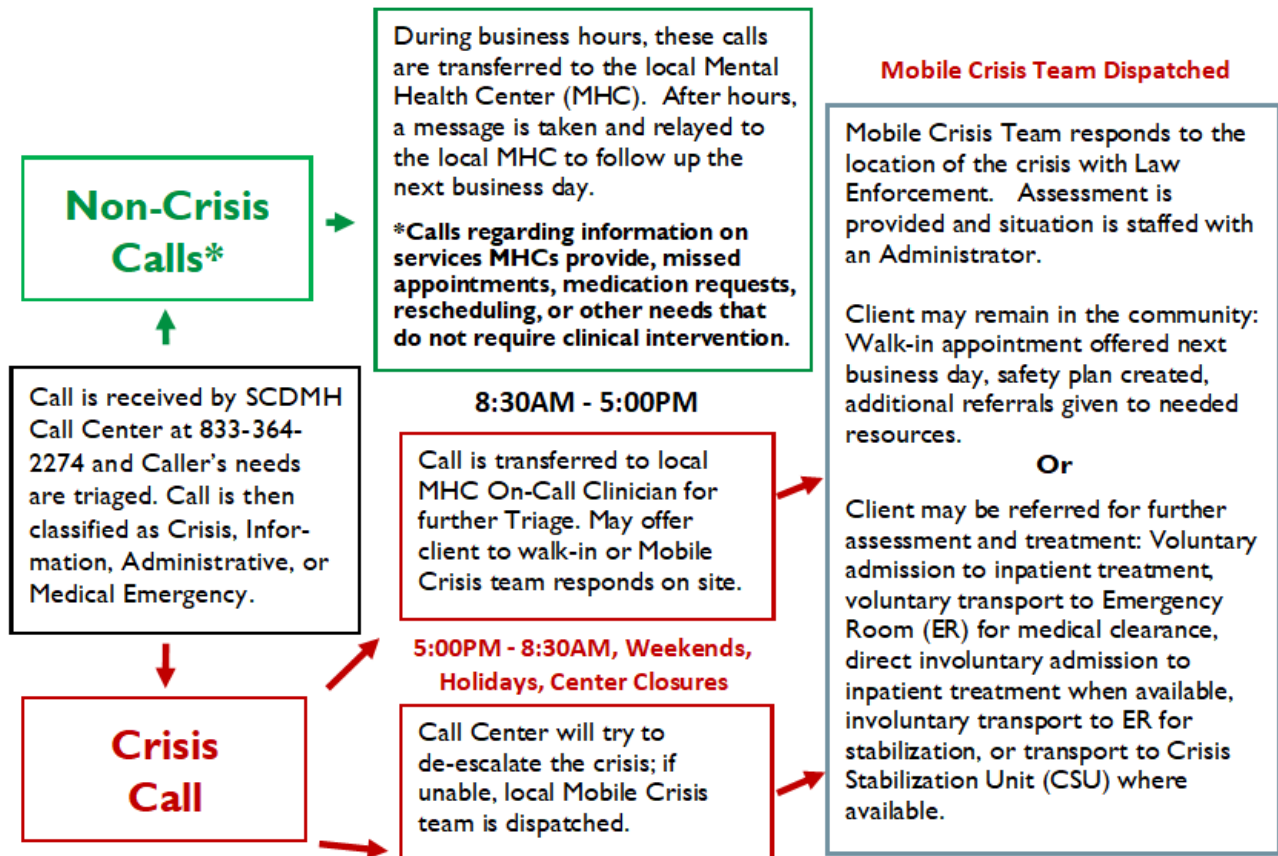 Call is received by SCDMH
Call Center at 833-364-
2274 and Caller's needs
are triaged. Call is then
classified as Crisis, Infor-
mation, Administrative, or
Medical Emergency.
Non-Crisis
Calls*
During business hours, these calls
are transferred to the local Mental
Health Center (MHC). After hours,
a message is taken and relayed to
the local MHC to follow up the
next business day.
*Calls regarding information on
services MHCs provide, missed
appointments, medication requests,
rescheduling, or other needs that
do not require clinical intervention.
Crisis
Call
8:30AM - 5:00PM
Call is transferred to local
MHC On-Call Clinician for
further Triage. May offer
client to walk-in or Mobile
Crisis team responds on site.
5:00PM - 8:30AM, Weekends,
Holidays, Center Closures
Call Center will try to
de-escalate the crisis; if
unable, local Mobile Crisis
team is dispatched.
Mobile Crisis Team Dispatched
Mobile Crisis Team responds to the
location of the crisis with Law
Enforcement. Assessment is
provided and situation is staffed with
an Administrator.
Client may remain in the community:
Walk-in appointment offered next
business day, safety plan created,
additional referrals given to needed
resources.
Or
Client may be referred for further
assessment and treatment: Voluntary
admission to inpatient treatment,
voluntary transport to Emergency
Room (ER) for medical clearance,
direct involuntary admission to
inpatient treatment when available,
involuntary transport to ER for
stabilization, or transport to Crisis
Stabilization Unit (CSU) where
available.